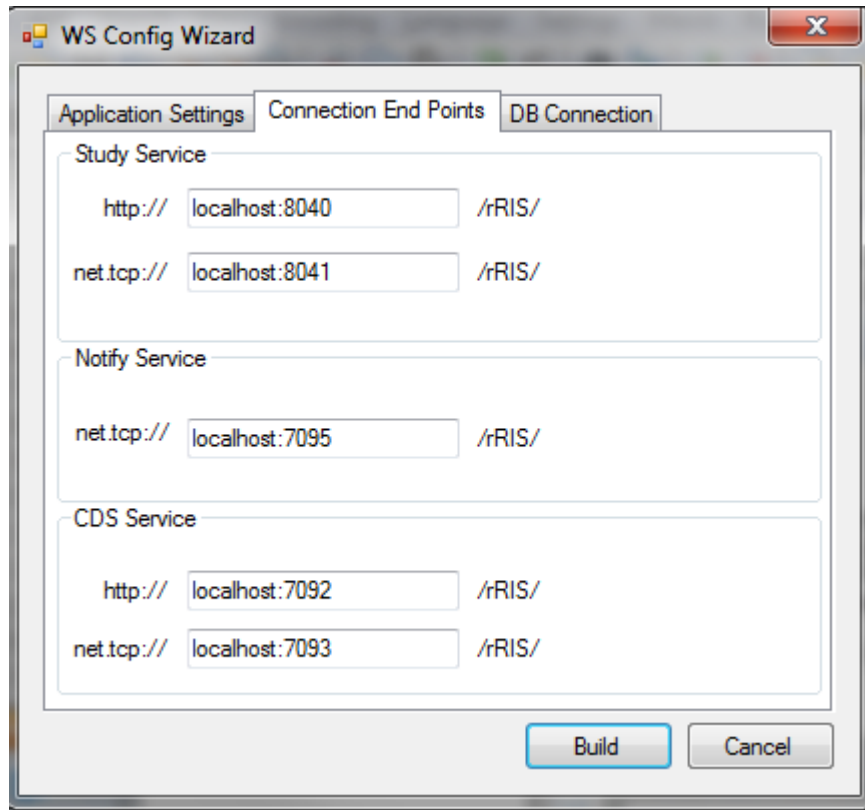 WS Config Wizard
Application Settings Connection End Points DB Connection
Study Service
http:// localhost:8040 /rRIS/
net.tcp:// localhost:8041 /rRIS/
Notify Service
net.tcp:// localhost:7095 /rRIS/
CDS Service
http:// localhost:7092 /rRIS/
net.tcp:// localhost:7093 /rRIS/
Build Cancel